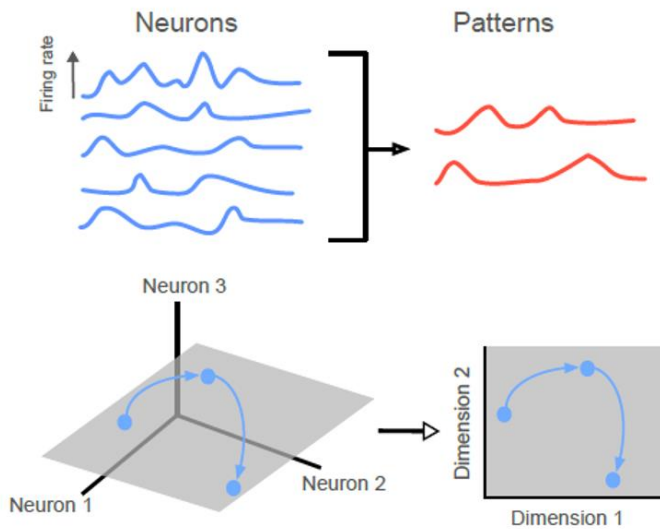 Neurons
Patterns
Firing rate
Neuron 3
Neuron 1
Neuron 2
Dimension 2
Dimension 1